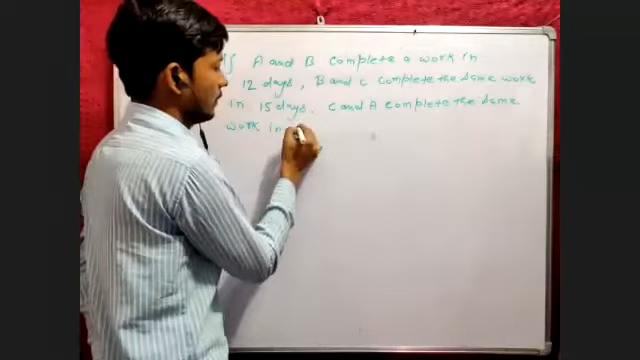 If A and B complete a work in
12 days, B and C complete the same work
in 15 days. C and A complete the same
work in